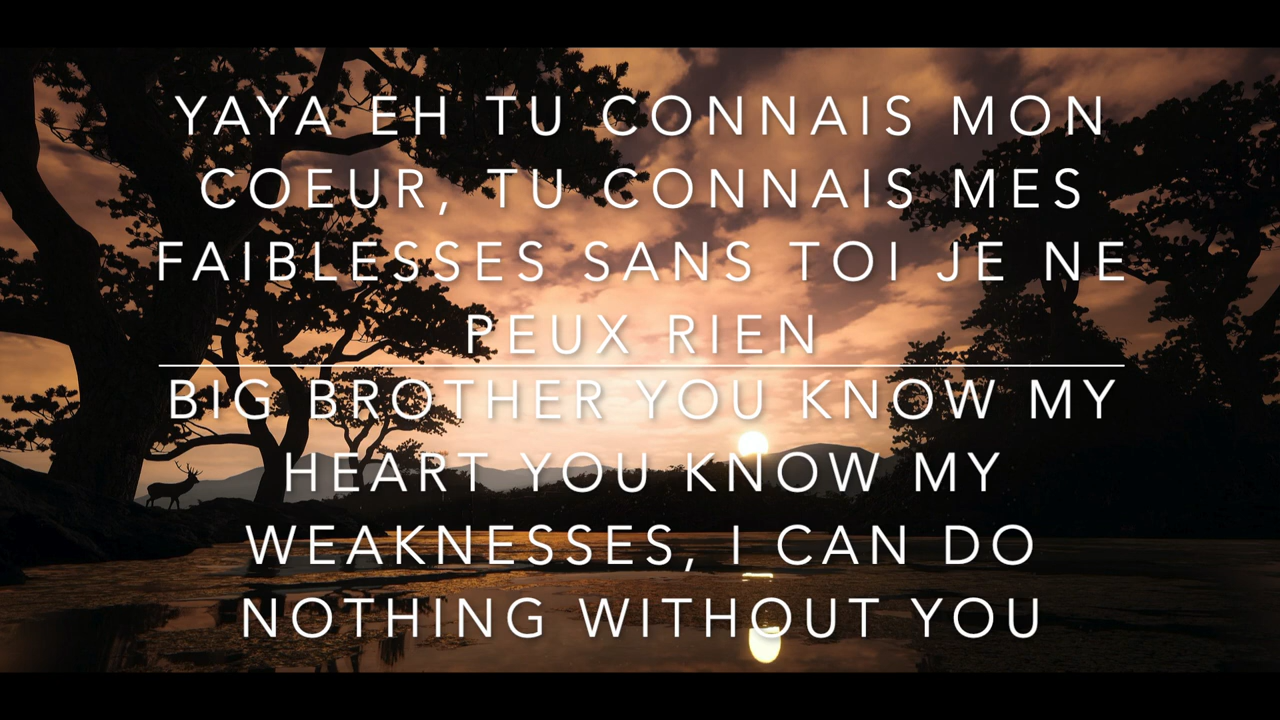 YAYA EH TU CONNAIS MON
COEUR, TU CONNAIS MES
FAIBLESSES SANS TOI JE NE
PEUX RIEN
BIG BROTHER YOU KNOW MY
HEART YOU KNOW MY
WEAKNESSES, I CAN DO
NOTHING WITHOUT YOU